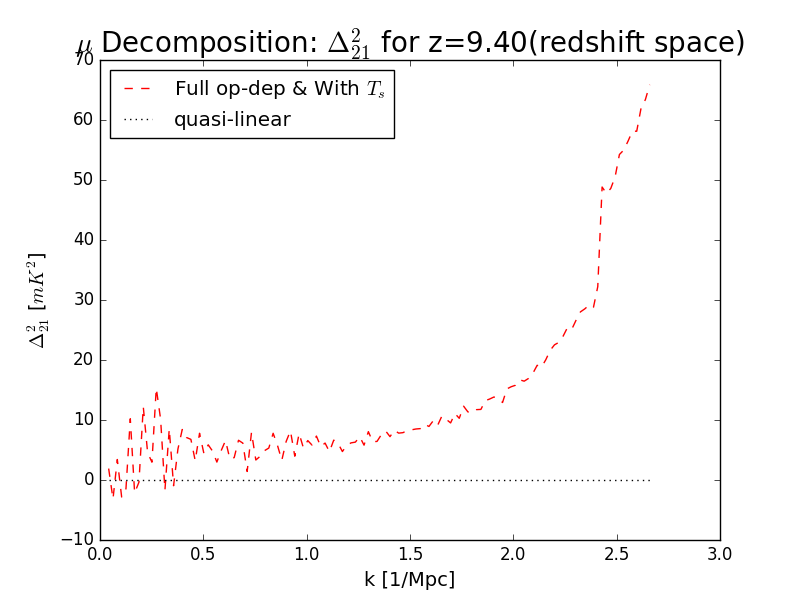 μ Decomposition: Δ²₂₁ for z=9.40(redshift space)
70
60
50
40
30
20
10
0
−10
Full op-dep & With Tₛ
quasi-linear
Δ²₂₁ [mK²]
0.0 0.5 1.0 1.5 2.0 2.5 3.0
k [1/Mpc]